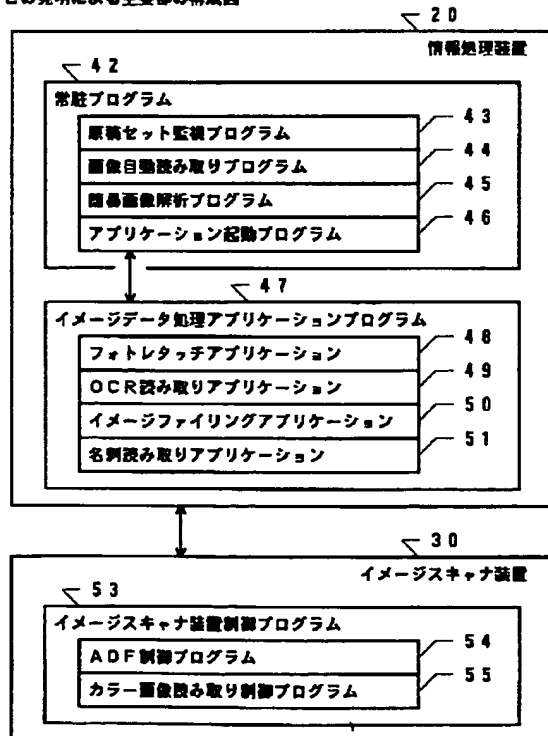 この発明による主要部の構成図
20
情報処理装置
42
常駐プログラム
43
原稿セット監視プログラム
44
画像自動読み取りプログラム
45
簡易画像解析プログラム
46
アプリケーション起動プログラム
47
イメージデータ処理アプリケーションプログラム
48
フォトレタッチアプリケーション
49
OCR読み取りアプリケーション
50
イメージファイリングアプリケーション
51
名刺読み取りアプリケーション
30
イメージスキャナ装置
53
イメージスキャナ装置制御プログラム
54
ADF制御プログラム
55
カラー画像読み取り制御プログラム